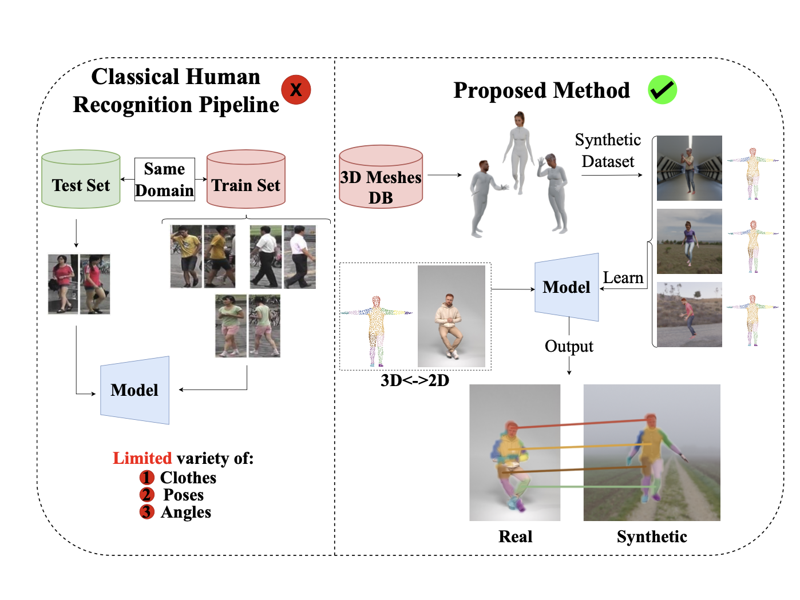 Classical Human
Recognition Pipeline
X
Test Set
Same
Domain
Train Set
Model
Limited variety of:
1 Clothes
2 Poses
3 Angles
Proposed Method
3D Meshes
DB
Synthetic
Dataset
Model
Learn
3D<->2D
Output
Real
Synthetic